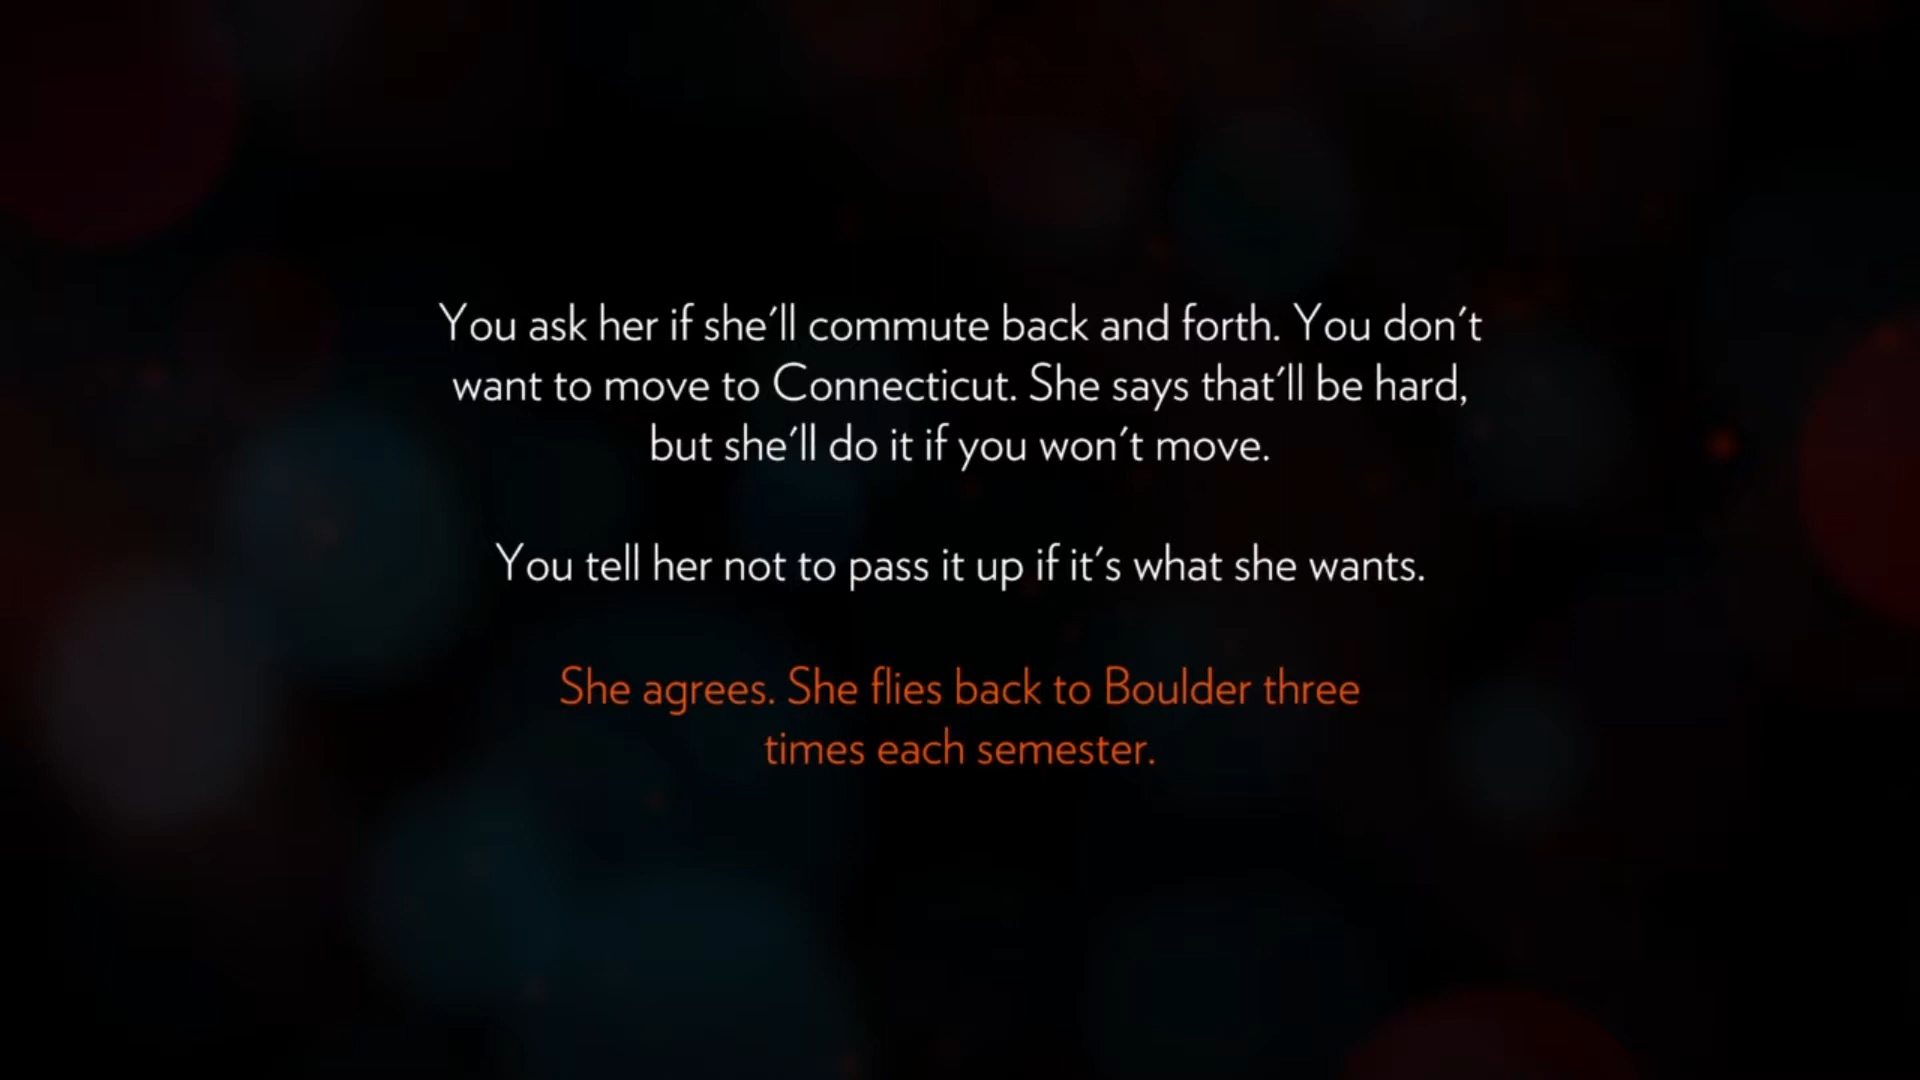 You ask her if she'll commute back and forth. You don't
want to move to Connecticut. She says that'll be hard,
but she'll do it if you won't move.
You tell her not to pass it up if it's what she wants.
She agrees. She flies back to Boulder three
times each semester.